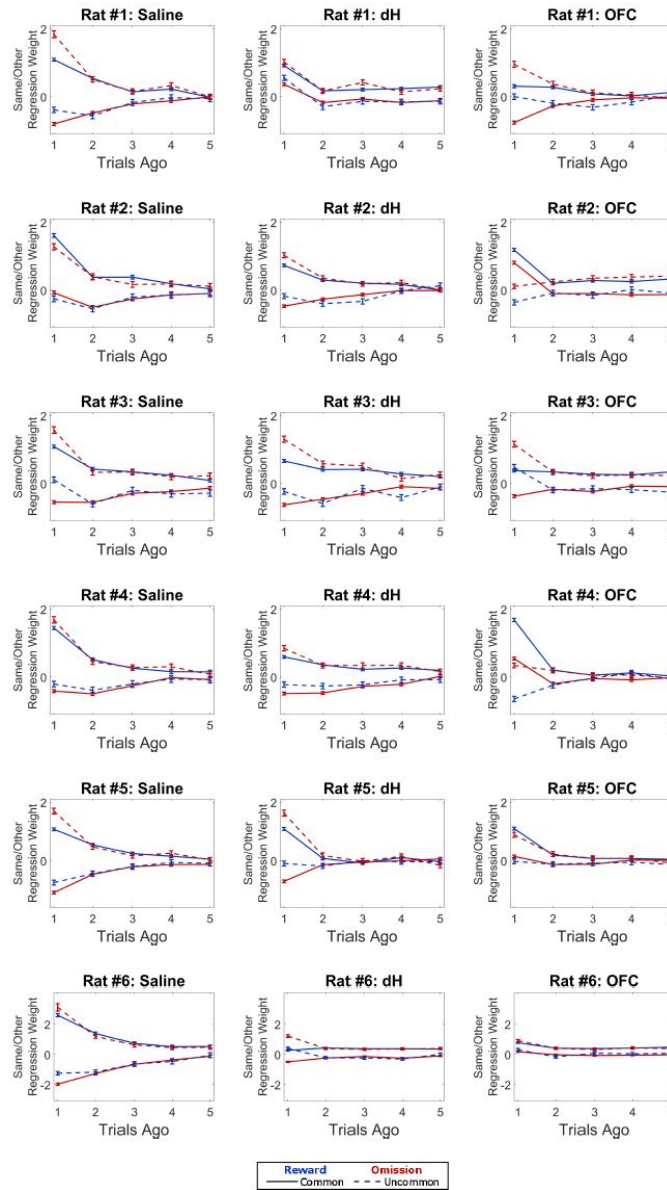 Rat #1: Saline
Same/Other
Regression Weight
2
0
1 2 3 4 5
Trials Ago
Rat #1: dH
Same/Other
Regression Weight
2
0
1 2 3 4 5
Trials Ago
Rat #1: OFC
Same/Other
Regression Weight
2
0
1 2 3 4
Trials Ago
Rat #2: Saline
Same/Other
Regression Weight
2
0
1 2 3 4 5
Trials Ago
Rat #2: dH
Same/Other
Regression Weight
2
0
1 2 3 4 5
Trials Ago
Rat #2: OFC
Same/Other
Regression Weight
2
0
1 2 3 4
Trials Ago
Rat #3: Saline
Same/Other
Regression Weight
2
0
1 2 3 4 5
Trials Ago
Rat #3: dH
Same/Other
Regression Weight
2
0
1 2 3 4 5
Trials Ago
Rat #3: OFC
Same/Other
Regression Weight
2
0
1 2 3 4
Trials Ago
Rat #4: Saline
Same/Other
Regression Weight
2
0
1 2 3 4 5
Trials Ago
Rat #4: dH
Same/Other
Regression Weight
2
0
1 2 3 4 5
Trials Ago
Rat #4: OFC
Same/Other
Regression Weight
2
0
1 2 3 4
Trials Ago
Rat #5: Saline
Same/Other
Regression Weight
2
0
1 2 3 4 5
Trials Ago
Rat #5: dH
Same/Other
Regression Weight
2
0
1 2 3 4 5
Trials Ago
Rat #5: OFC
Same/Other
Regression Weight
2
0
1 2 3 4
Trials Ago
Rat #6: Saline
Same/Other
Regression Weight
2
0
-2
1 2 3 4 5
Trials Ago
Rat #6: dH
Same/Other
Regression Weight
2
0
-2
1 2 3 4 5
Trials Ago
Rat #6: OFC
Same/Other
Regression Weight
2
0
-2
1 2 3 4
Trials Ago
Reward Omission
Common Uncommon